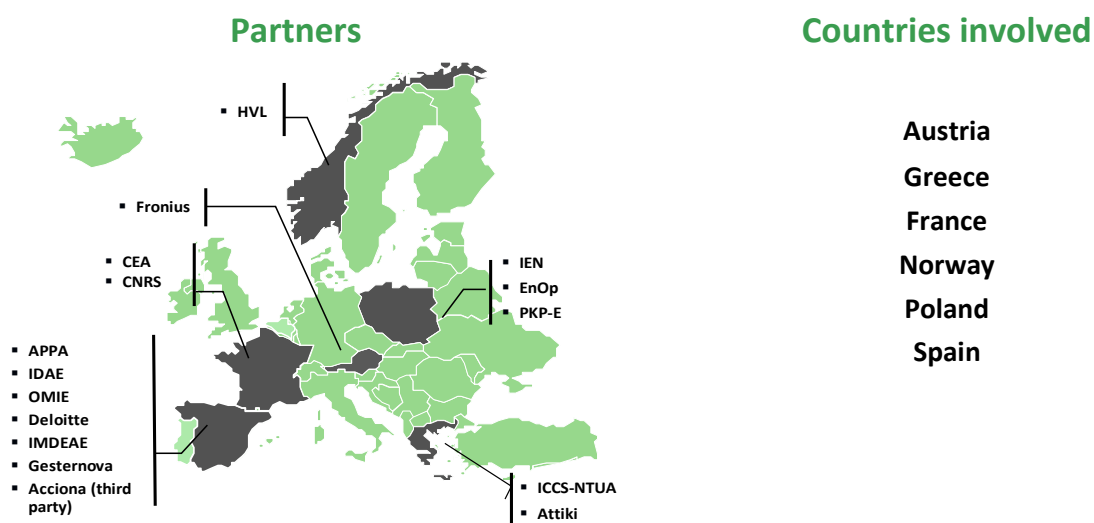 Partners
Countries involved
▪ HVL
▪ Fronius
▪ CEA
▪ CNRS
▪ IEN
▪ EnOp
▪ PKP-E
▪ APPA
▪ IDAE
▪ OMIE
▪ Deloitte
▪ IMDEAE
▪ Gesternova
▪ Acciona (third
party)
▪ ICCS-NTUA
▪ Attiki
Austria
Greece
France
Norway
Poland
Spain